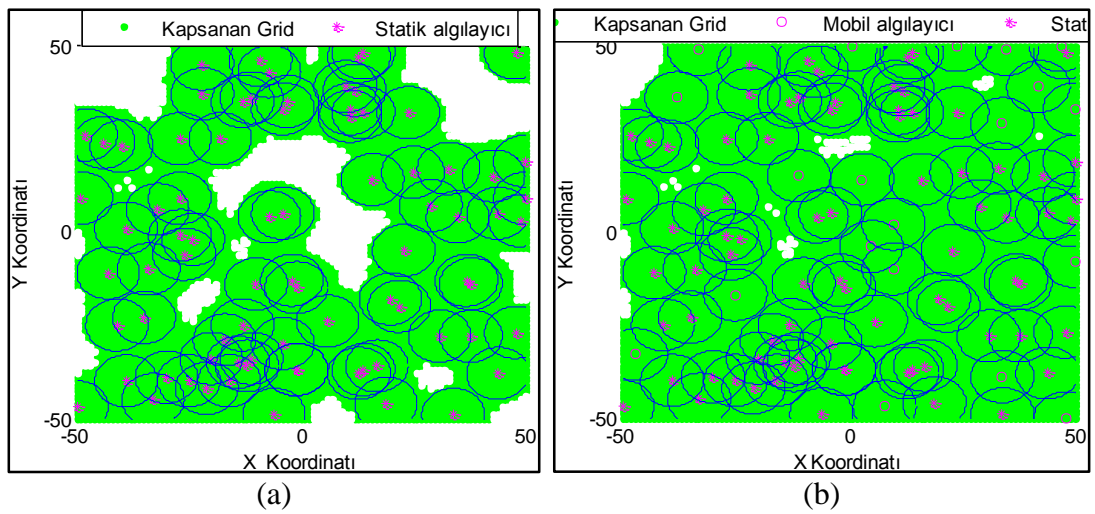 Kapsanan Grid Statik algılayıcı
50
Y Koordinatı
0
-50
-50 0 50
X Koordinatı
(a)
Kapsanan Grid Mobil algılayıcı Stat
50
Y Koordinatı
0
-50
-50 0 50
X Koordinatı
(b)